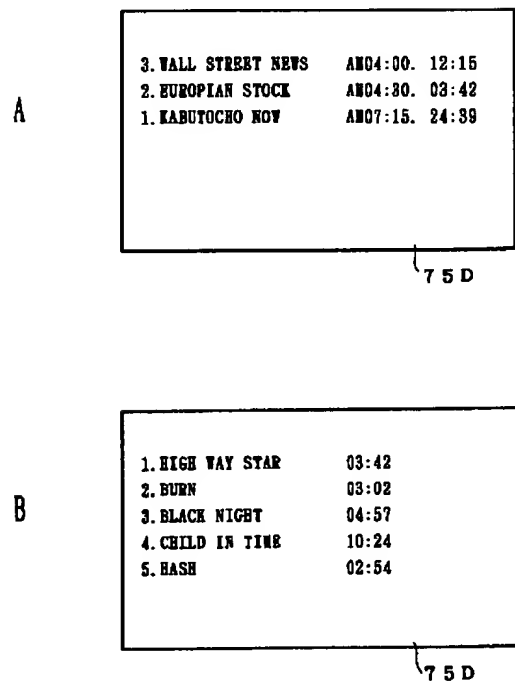 3. WALL STREET NEWS AM04:00. 12:15
2. EUROPIAN STOCK AM04:30. 03:42
A
1. KABUTOCHO NOW AM07:15. 24:39
75D
1. HIGH WAY STAR 03:42
2. BURN 03:02
B
3. BLACK NIGHT 04:57
4. CHILD IN TIME 10:24
5. HASH 02:54
75D